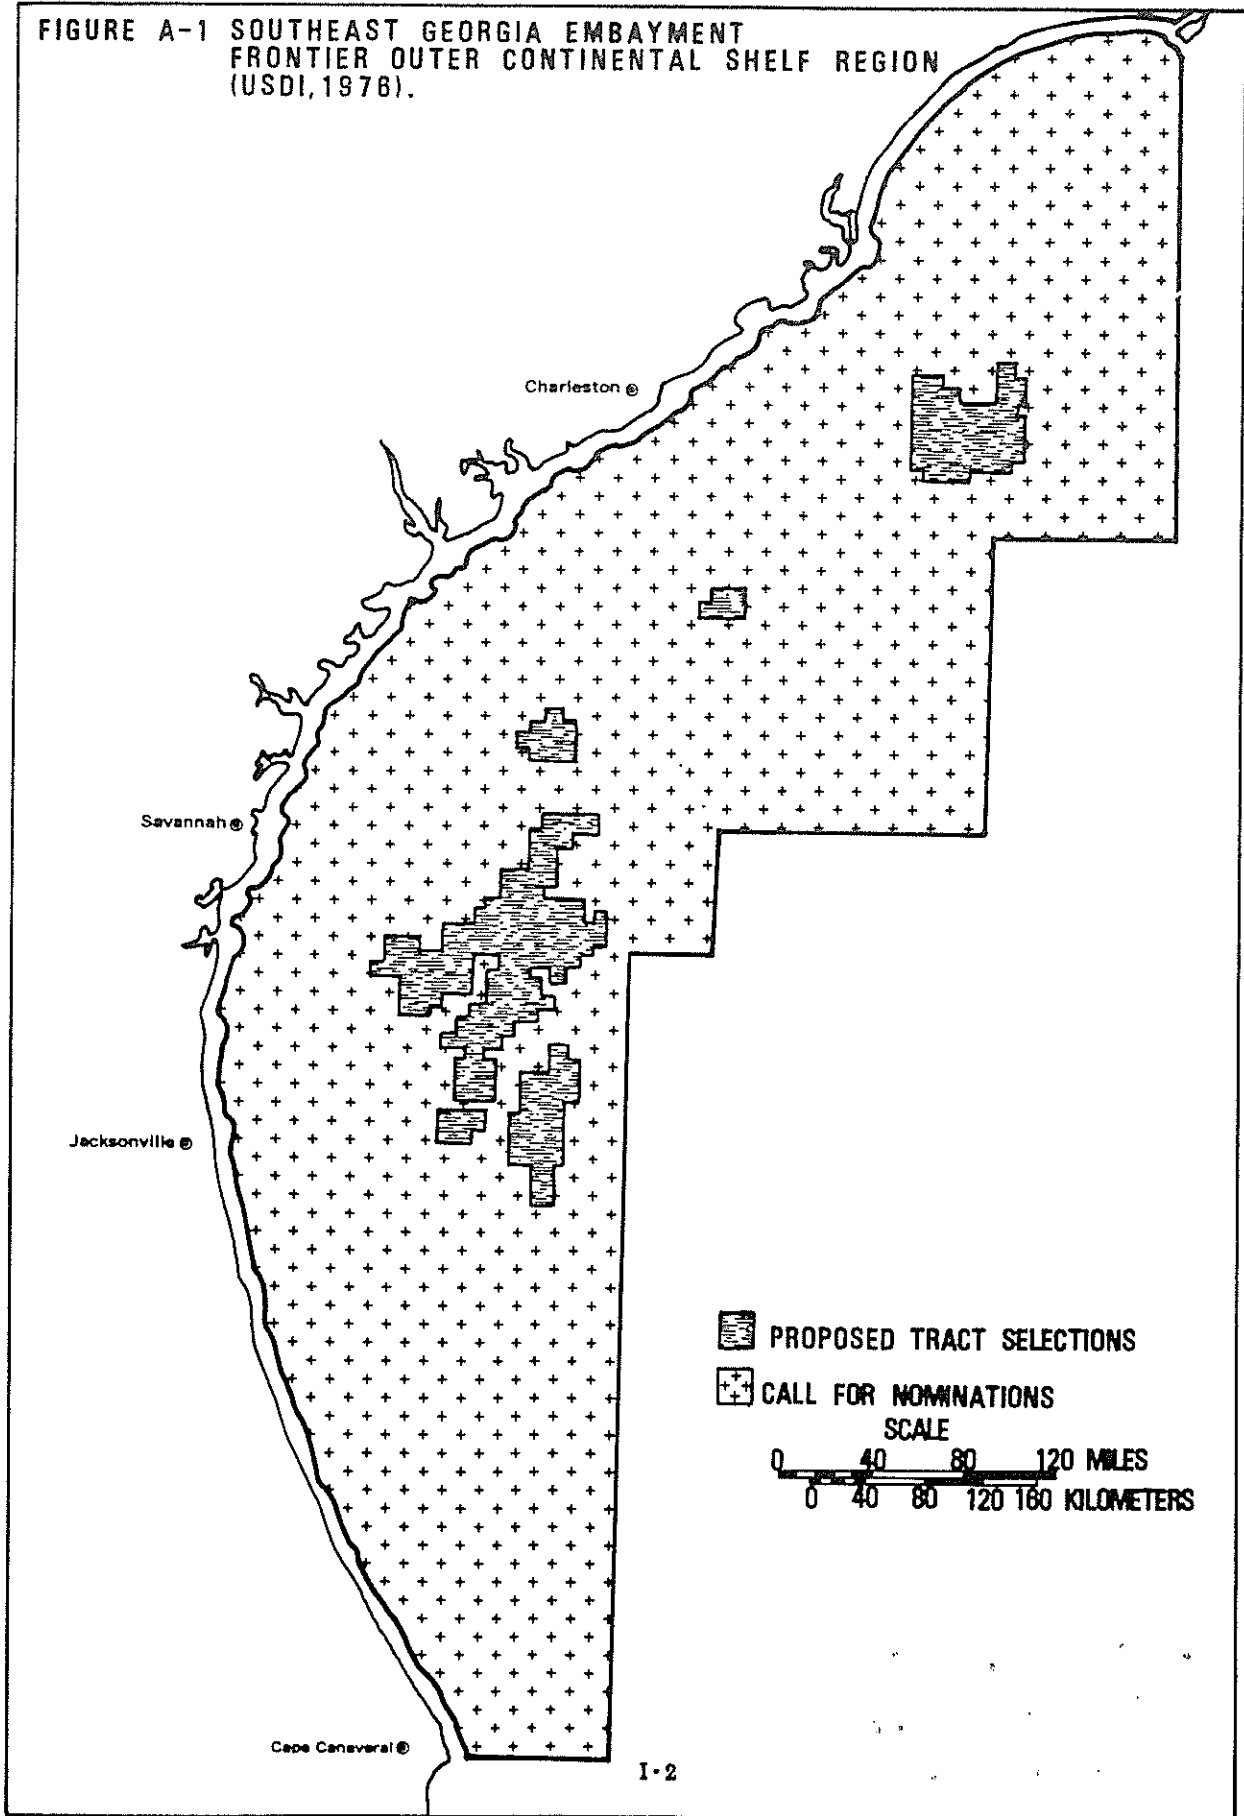 FIGURE A-1 SOUTHEAST GEORGIA EMBAYMENT
FRONTIER OUTER CONTINENTAL SHELF REGION
(USDI, 1976).
Charleston
Savannah
Jacksonville
Cape Canaveral
PROPOSED TRACT SELECTIONS
CALL FOR NOMINATIONS
SCALE
0 40 80 120 MILES
0 40 80 120 160 KILOMETERS
I-2